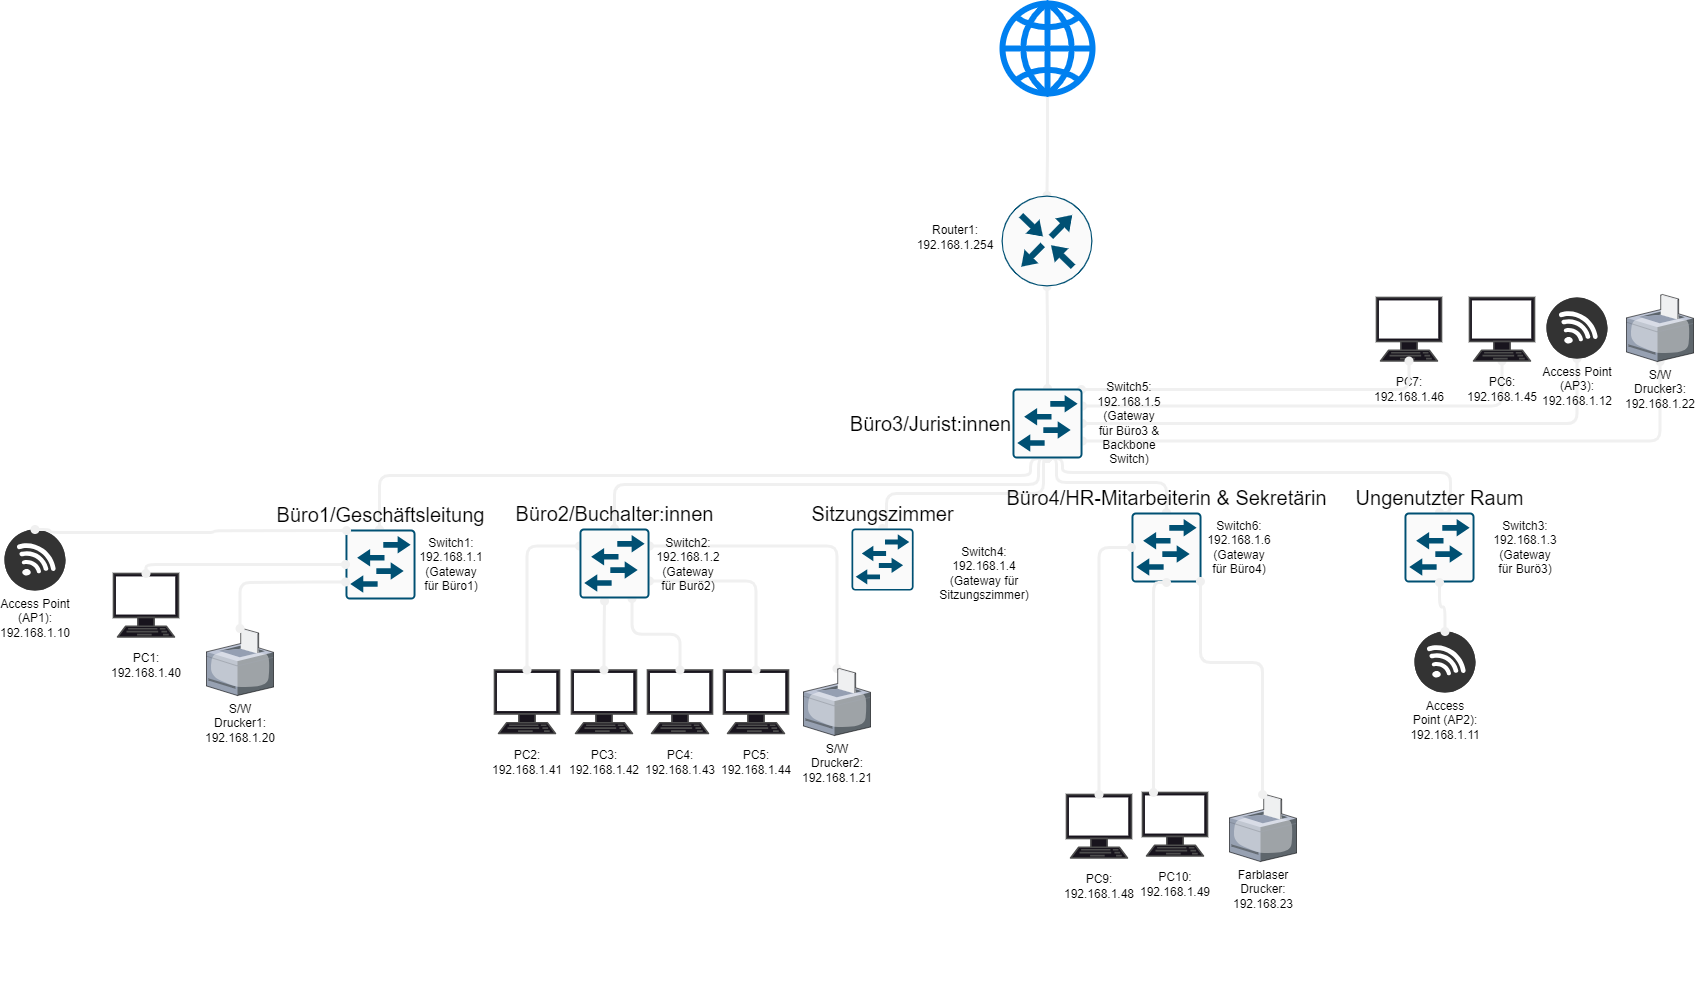 Router1:
192.168.1.254
PC7:
192.168.1.46
PC6:
192.168.1.45
Access Point
(AP3):
192.168.1.12
S/W
Drucker3:
192.168.1.22
Büro3/Jurist:innen
Switch5:
192.168.1.5
(Gateway
für Büro3 &
Backbone
Switch)
Büro1/Geschäftsleitung
Switch1:
192.168.1.1
(Gateway
für Büro1)
Büro2/Buchalter:innen
Switch2:
192.168.1.2
(Gateway
für Burö2)
Sitzungszimmer
Switch4:
192.168.1.4
(Gateway für
Sitzungszimmer)
Büro4/HR-Mitarbeiterin & Sekretärin
Switch6:
192.168.1.6
(Gateway
für Büro4)
Ungenutzter Raum
Switch3:
192.168.1.3
(Gateway
für Burö3)
Access Point
(AP1):
192.168.1.10
PC1:
192.168.1.40
S/W
Drucker1:
192.168.1.20
PC2:
192.168.1.41
PC3:
192.168.1.42
PC4:
192.168.1.43
PC5:
192.168.1.44
S/W
Drucker2:
192.168.1.21
Access
Point (AP2):
192.168.1.11
PC9:
192.168.1.48
PC10:
192.168.1.49
Farblaser
Drucker:
192.168.23